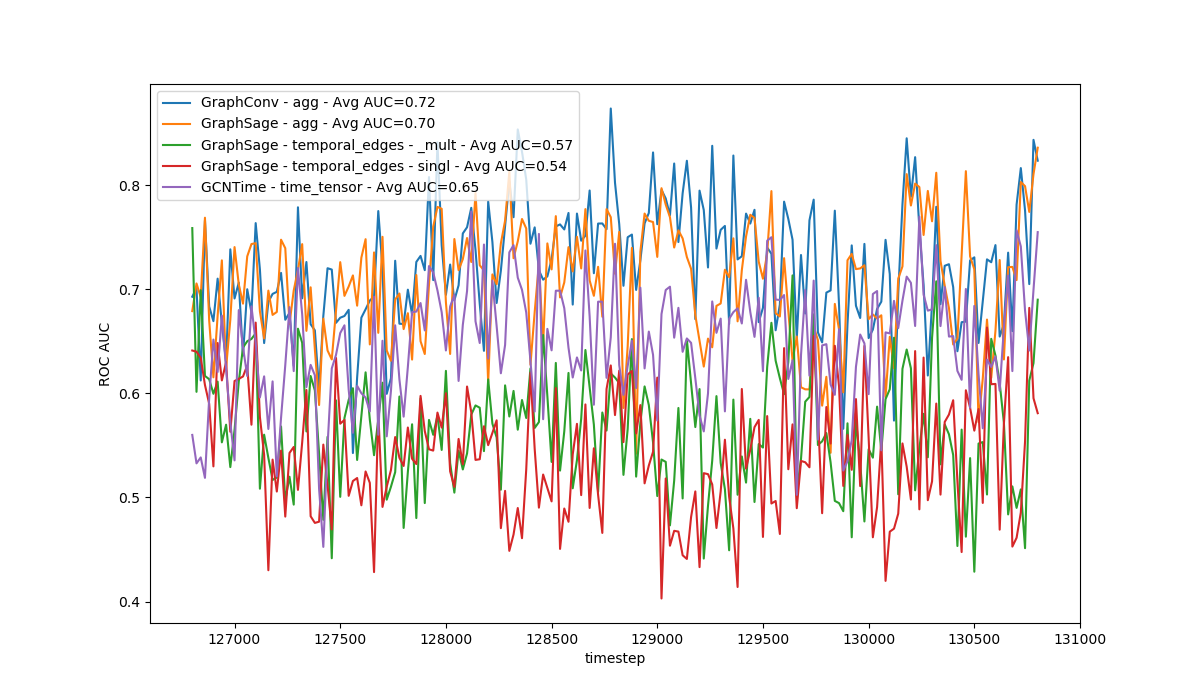 GraphConv - agg - Avg AUC=0.72
GraphSage - agg - Avg AUC=0.70
GraphSage - temporal_edges - _mult - Avg AUC=0.57
GraphSage - temporal_edges - singl - Avg AUC=0.54
GCNTime - time_tensor - Avg AUC=0.65
0.8
0.7
0.6
0.5
0.4
ROC AUC
127000 127500 128000 128500 129000 129500 130000 130500 131000
timestep